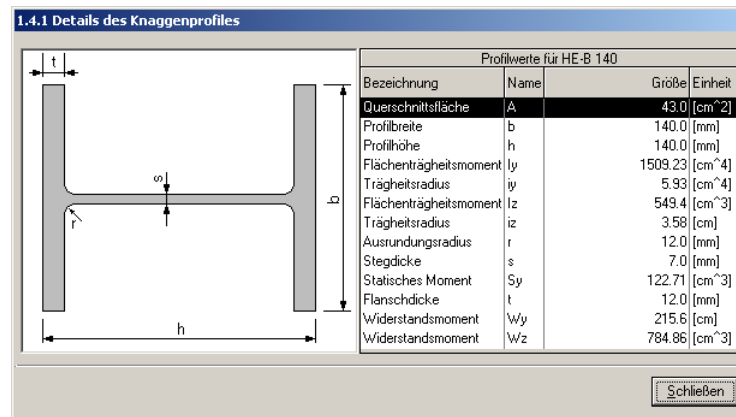 1.4.1 Details des Knaggenprofiles
t
s
b
r
h
Profilwerte für HE-B 140
Bezeichnung Name Größe Einheit
Querschnittsfläche A 43.0 [cm^2]
Profilbreite b 140.0 [mm]
Profilhöhe h 140.0 [mm]
Flächenträgheitsmoment Iy 1509.23 [cm^4]
Trägheitsradius iy 5.93 [cm^4]
Flächenträgheitsmoment Iz 549.4 [cm^3]
Trägheitsradius iz 3.58 [cm]
Ausrundungsradius r 12.0 [mm]
Stegdicke s 7.0 [mm]
Statisches Moment Sy 122.71 [cm^3]
Flanschdicke t 12.0 [mm]
Widerstandsmoment Wy 215.6 [cm]
Widerstandsmoment Wz 784.86 [cm^3]
Schließen